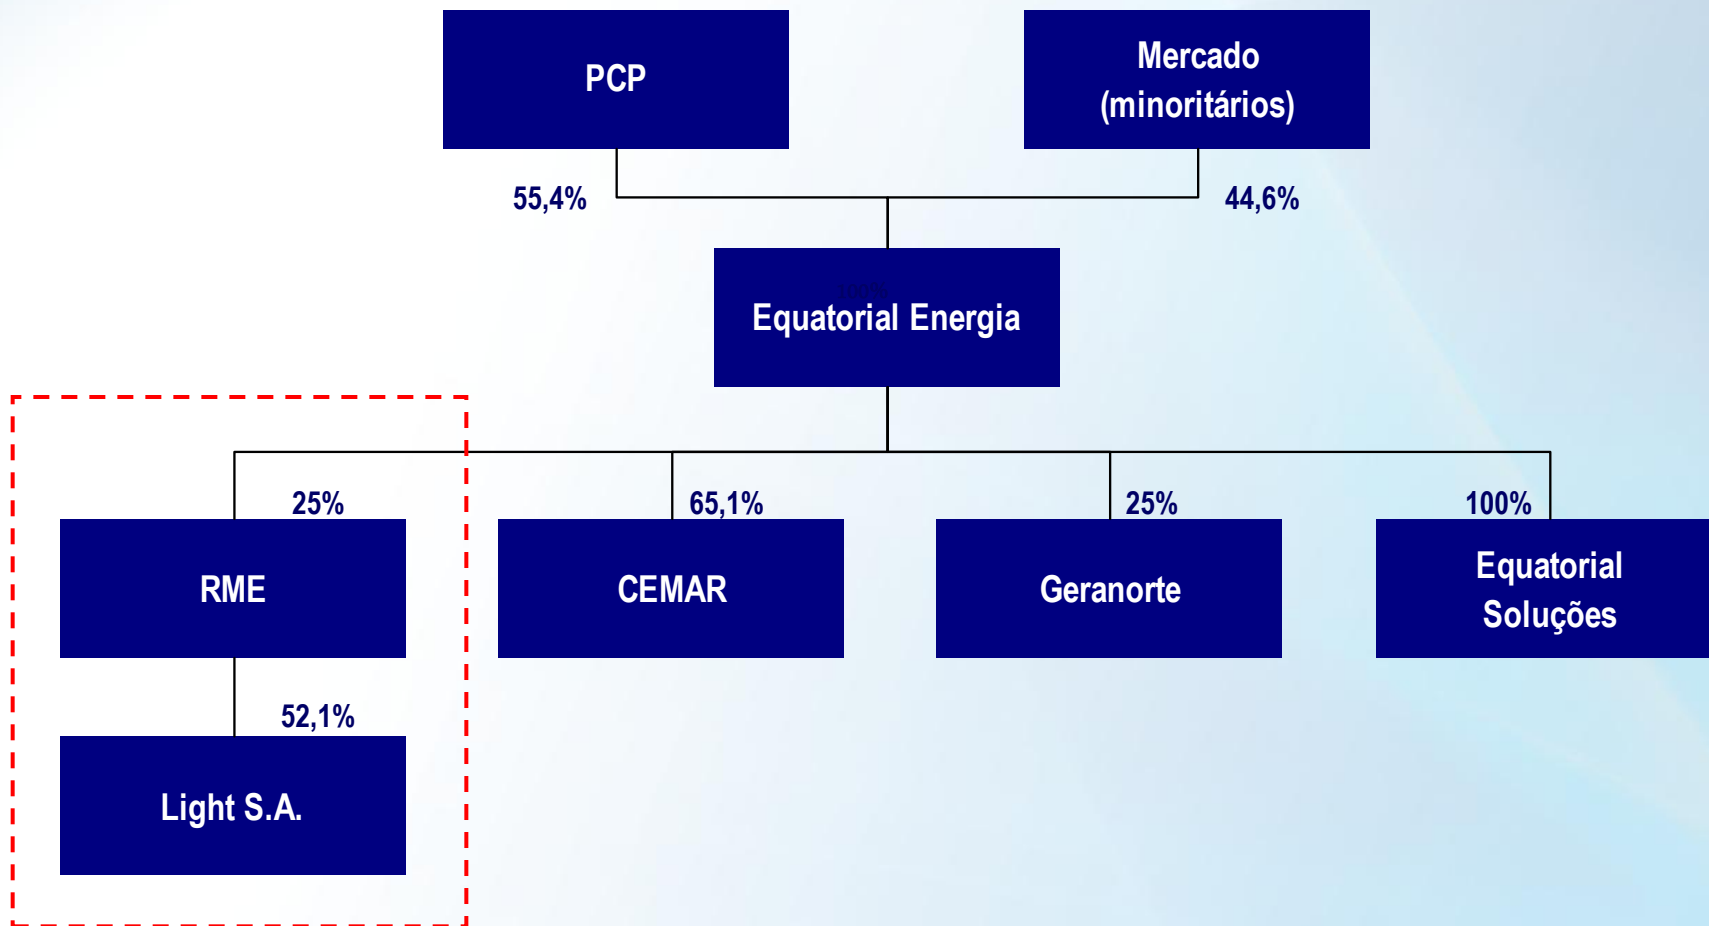 PCP
Mercado
(minoritários)
55,4%
44,6%
100%
Equatorial Energia
25%
65,1%
25%
100%
RME
CEMAR
Geranorte
Equatorial
Soluções
52,1%
Light S.A.